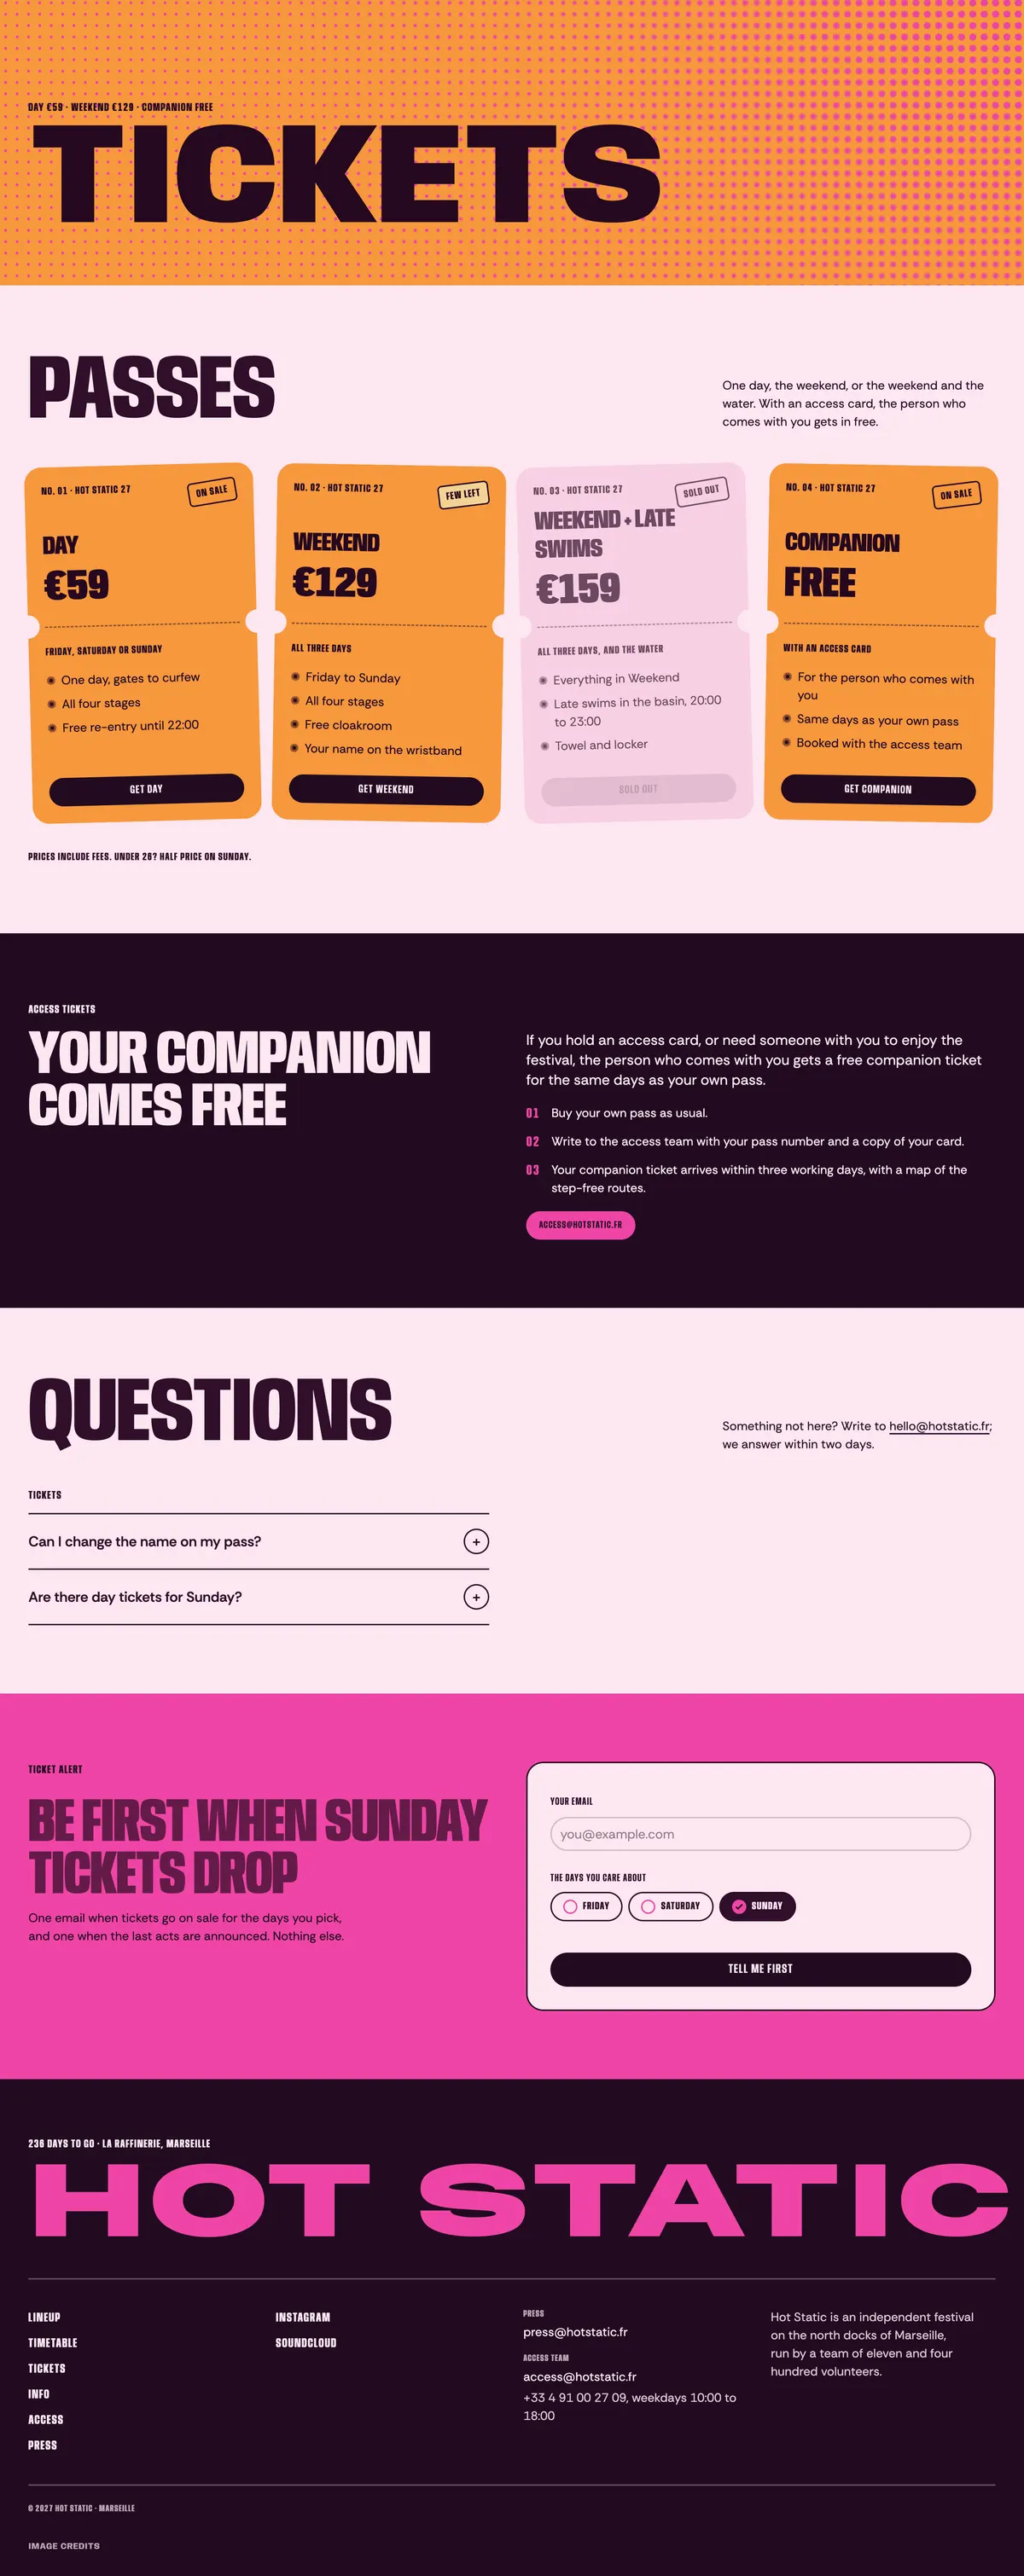 DAY €59 · WEEKEND €129 · COMPANION FREE
TICKETS
PASSES
One day, the weekend, or the weekend and the
water. With an access card, the person who
comes with you gets in free.
NO. 01 · HOT STATIC 27
ON SALE
DAY
€59
FRIDAY, SATURDAY OR SUNDAY
One day, gates to curfew
All four stages
Free re-entry until 22:00
GET DAY
NO. 02 · HOT STATIC 27
FEW LEFT
WEEKEND
€129
ALL THREE DAYS
Friday to Sunday
All four stages
Free cloakroom
Your name on the wristband
GET WEEKEND
NO. 03 · HOT STATIC 27
SOLD OUT
WEEKEND + LATE
SWIMS
€159
ALL THREE DAYS, AND THE WATER
Everything in Weekend
Late swims in the basin, 20:00
to 23:00
Towel and locker
SOLD OUT
NO. 04 · HOT STATIC 27
ON SALE
COMPANION
FREE
WITH AN ACCESS CARD
For the person who comes with
you
Same days as your own pass
Booked with the access team
GET COMPANION
PRICES INCLUDE FEES. UNDER 26? HALF PRICE ON SUNDAY.
ACCESS TICKETS
YOUR COMPANION
COMES FREE
If you hold an access card, or need someone with you to enjoy the
festival, the person who comes with you gets a free companion ticket
for the same days as your own pass.
01 Buy your own pass as usual.
02 Write to the access team with your pass number and a copy of your card.
03 Your companion ticket arrives within three working days, with a map of the
step-free routes.
ACCESS@HOTSTATIC.FR
QUESTIONS
Something not here? Write to hello@hotstatic.fr;
we answer within two days.
TICKETS
Can I change the name on my pass?
+
Are there day tickets for Sunday?
+
TICKET ALERT
BE FIRST WHEN SUNDAY
TICKETS DROP
One email when tickets go on sale for the days you pick,
and one when the last acts are announced. Nothing else.
YOUR EMAIL
you@example.com
THE DAYS YOU CARE ABOUT
FRIDAY
SATURDAY
SUNDAY
TELL ME FIRST
236 DAYS TO GO · LA RAFFINERIE, MARSEILLE
HOT STATIC
LINEUP
TIMETABLE
TICKETS
INFO
ACCESS
PRESS
INSTAGRAM
SOUNDCLOUD
PRESS
press@hotstatic.fr
ACCESS TEAM
access@hotstatic.fr
+33 4 91 00 27 09, weekdays 10:00 to
18:00
Hot Static is an independent festival
on the north docks of Marseille,
run by a team of eleven and four
hundred volunteers.
© 2027 HOT STATIC · MARSEILLE
IMAGE CREDITS